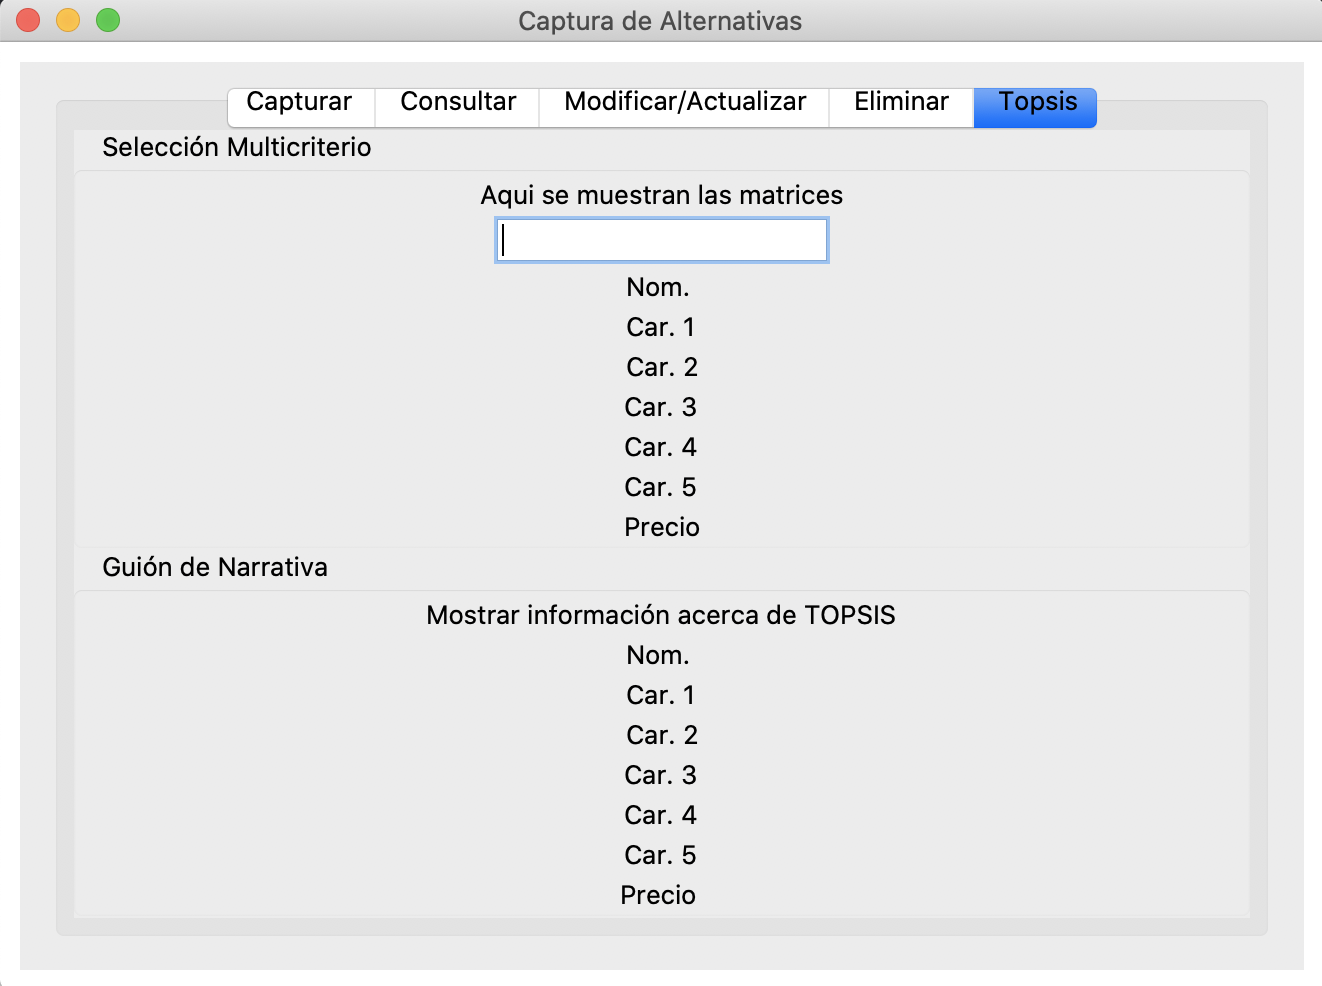 Captura de Alternativas
Capturar Consultar Modificar/Actualizar Eliminar Topsis
Selección Multicriterio
Aqui se muestran las matrices
Nom.
Car. 1
Car. 2
Car. 3
Car. 4
Car. 5
Precio
Guión de Narrativa
Mostrar información acerca de TOPSIS
Nom.
Car. 1
Car. 2
Car. 3
Car. 4
Car. 5
Precio